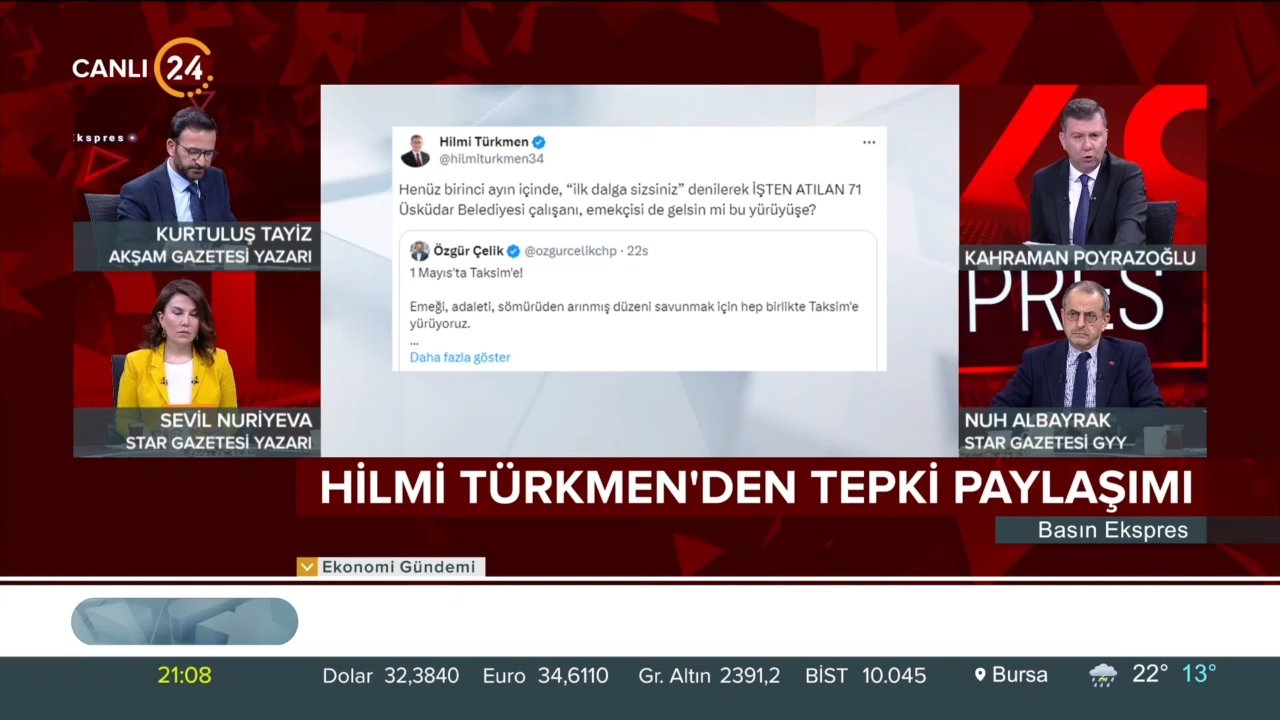 CANLI 24
Ekspres
KURTULUŞ TAYİZ
AKŞAM GAZETESİ YAZARI
SEVİL NURİYEVA
STAR GAZETESİ YAZARI
Hilmi Türkmen
@hilmiturkmen34
Henüz birinci ayın içinde, “ilk dalga sizsiniz” denilerek İŞTEN ATILAN 71
Üsküdar Belediyesi çalışanı, emekçisi de gelsin mi bu yürüyüşe?
Özgür Çelik @ozgurcelikchp · 22s
1 Mayıs'ta Taksim'e!
Emeği, adaleti, sömürüden arınmış düzeni savunmak için hep birlikte Taksim'e
yürüyoruz.
...
Daha fazla göster
KAHRAMAN POYRAZOĞLU
PRES
NUH ALBAYRAK
STAR GAZETESİ GYY
HİLMİ TÜRKMEN'DEN TEPKİ PAYLAŞIMI
Basın Ekspres
Ekonomi Gündemi
21:08 Dolar 32,3840 Euro 34,6110 Gr. Altın 2391,2 BİST 10.045 Bursa 22° 13°